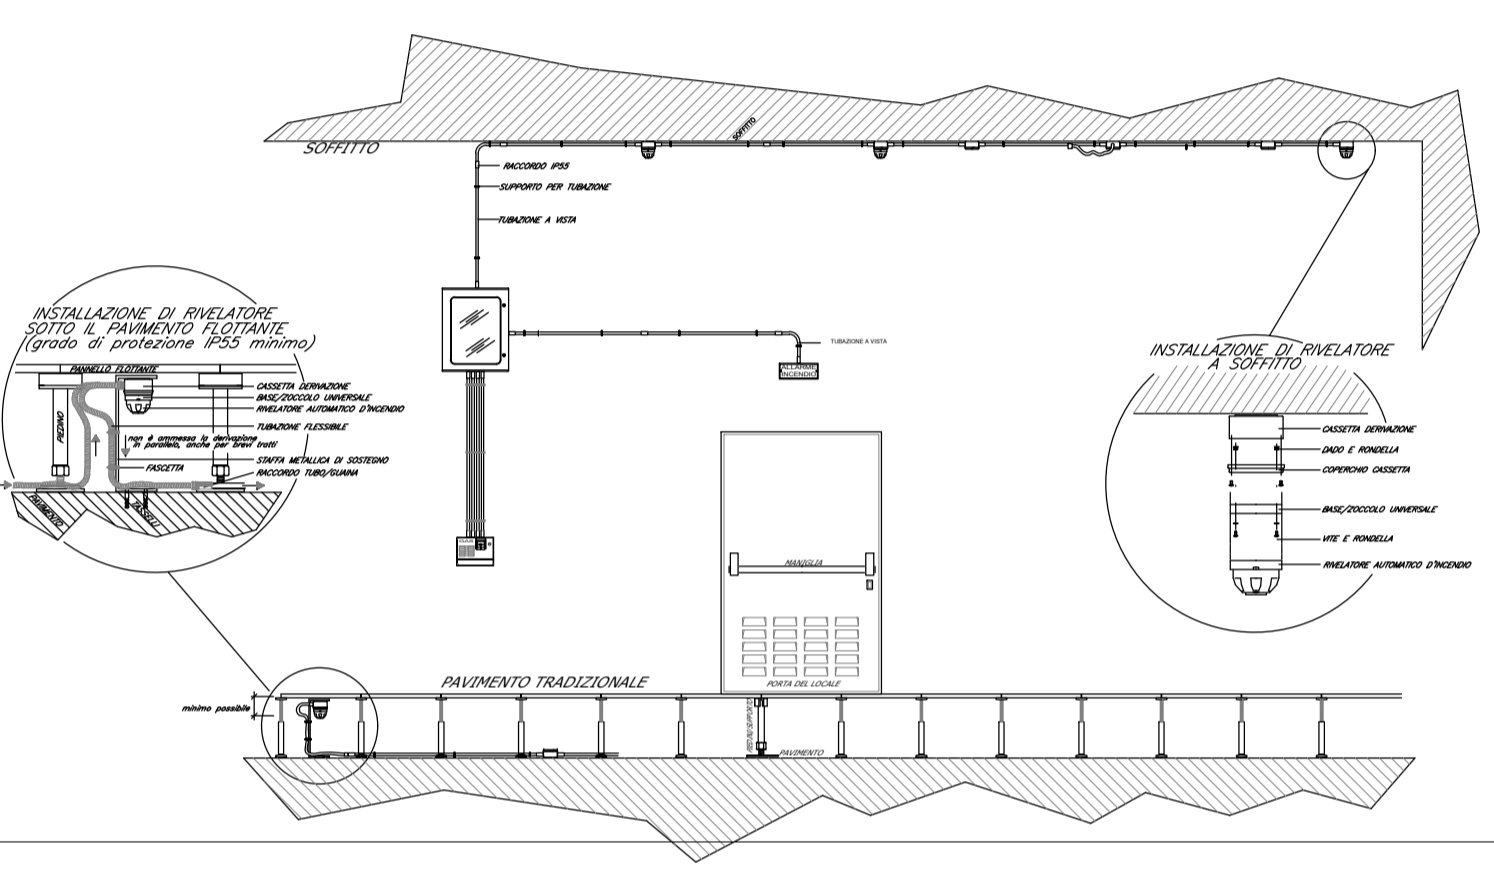 SOFFITTO
SOFFITTO
RACCORDO IP55
SUPPORTO PER TUBAZIONE
TUBAZIONE A VISTA
TUBAZIONE A VISTA
ALLARME
INCENDIO
INSTALLAZIONE DI RIVELATORE
SOTTO IL PAVIMENTO FLOTTANTE
(grado di protezione IP55 minimo)
PANNELLO FLOTTANTE
CASSETTA DERIVAZIONE
BASE/ZOCCOLO UNIVERSALE
RIVELATORE AUTOMATICO D'INCENDIO
PIEDINO
TUBAZIONE FLESSIBILE
non è ammessa la derivazione
in parallelo, anche per brevi tratti
STAFFA METALLICA DI SOSTEGNO
FASCETTA
RACCORDO TUBO/GUAINA
PAVIMENTO
TASSELLI
INSTALLAZIONE DI RIVELATORE
A SOFFITTO
CASSETTA DERIVAZIONE
DADO E RONDELLA
COPERCHIO CASSETTA
BASE/ZOCCOLO UNIVERSALE
VITE E RONDELLA
RIVELATORE AUTOMATICO D'INCENDIO
MANIGLIA
PORTA DEL LOCALE
PAVIMENTO TRADIZIONALE
minimo possibile
PAVIMENTO